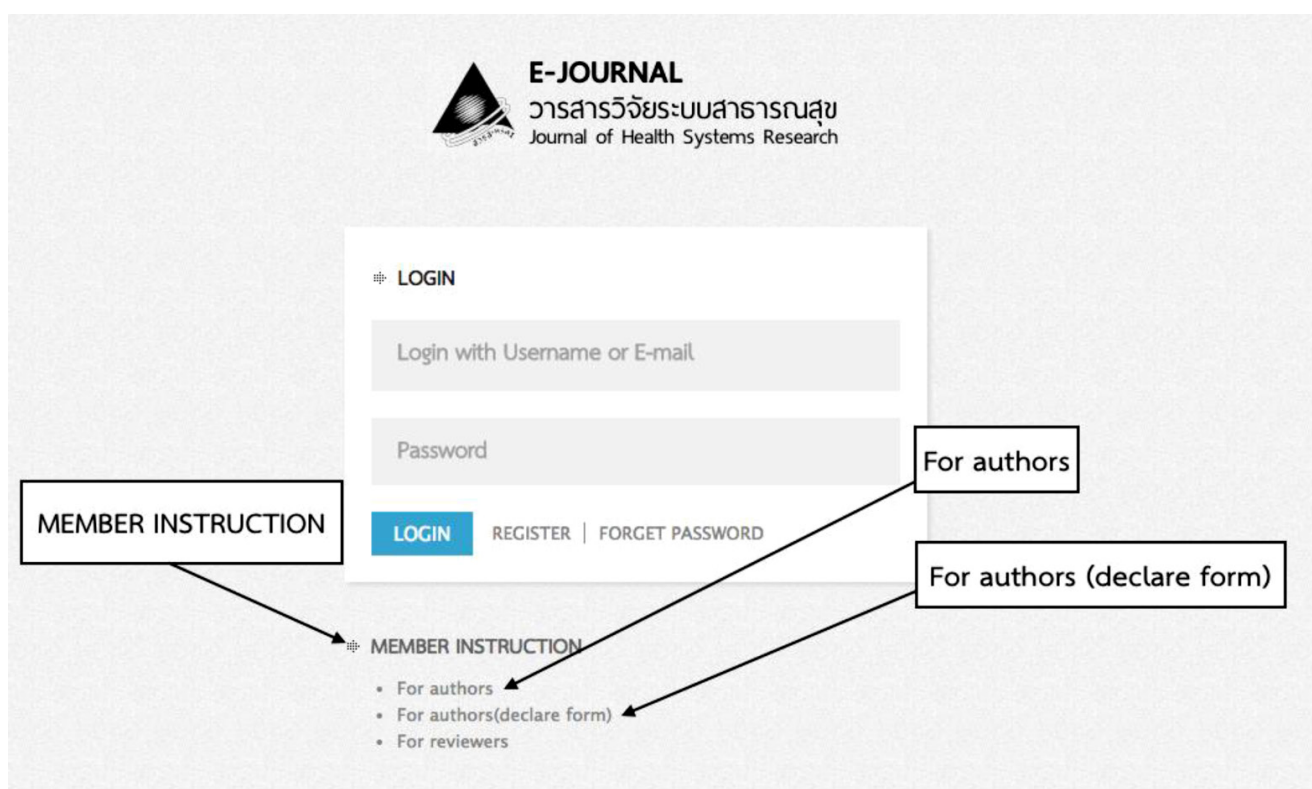 E-JOURNAL
วารสารวิจัยระบบสาธารณสุข
Journal of Health Systems Research
LOGIN
Login with Username or E-mail
Password
For authors
MEMBER INSTRUCTION
LOGIN REGISTER | FORGET PASSWORD
For authors (declare form)
MEMBER INSTRUCTION
• For authors
• For authors(declare form)
• For reviewers